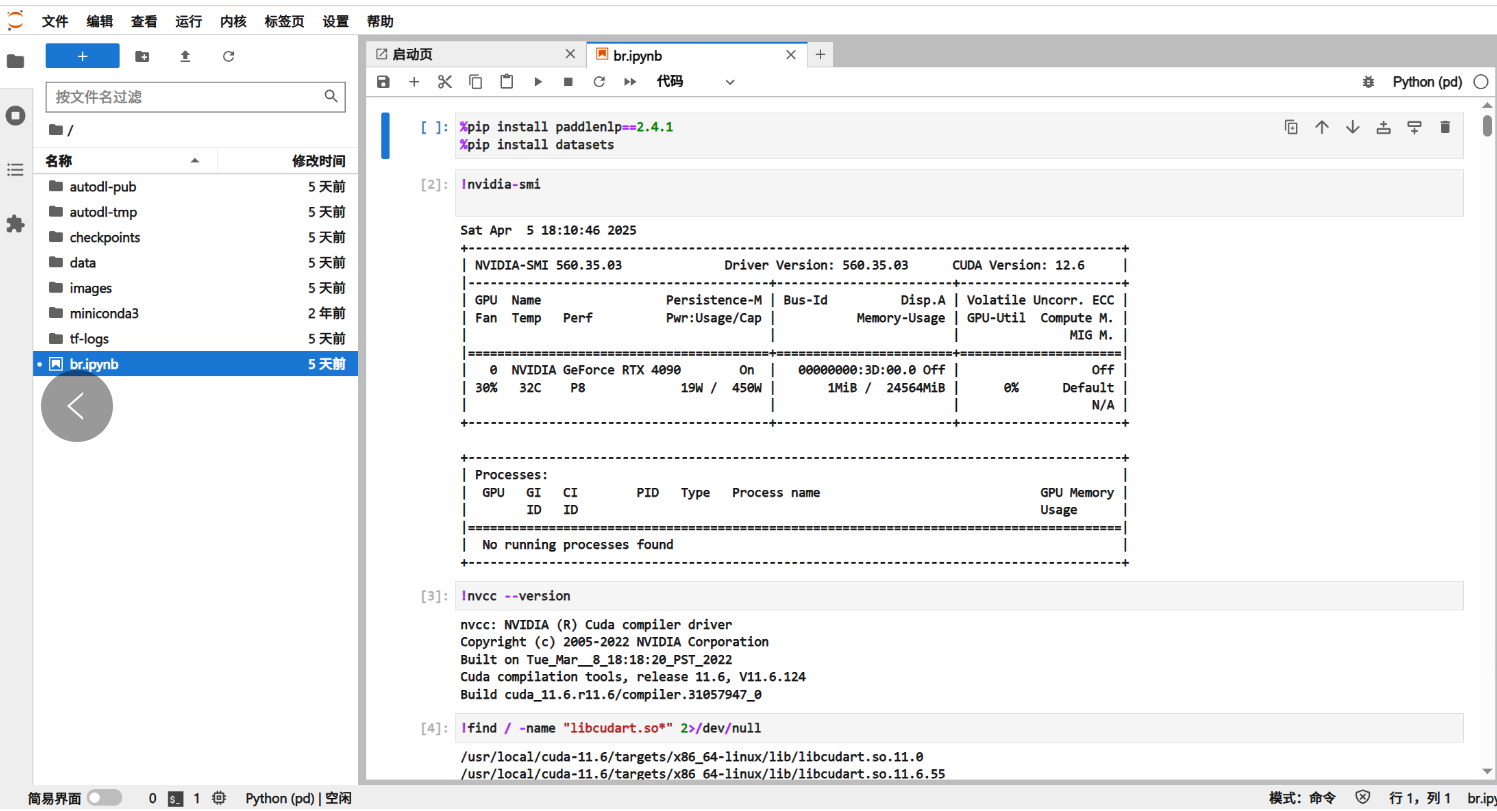 文件 编辑 查看 运行 内核 标签页 设置 帮助
+
按文件名过滤
/
名称 修改时间
autodl-pub 5 天前
autodl-tmp 5 天前
checkpoints 5 天前
data 5 天前
images 5 天前
miniconda3 2 年前
tf-logs 5 天前
br.ipynb 5 天前
启动页 br.ipynb
代码 Python (pd)
[ ]: %pip install paddlenlp==2.4.1
%pip install datasets
[2]: !nvidia-smi
Sat Apr  5 18:10:46 2025
+-----------------------------------------------------------------------------------------+
| NVIDIA-SMI 560.35.03              Driver Version: 560.35.03      CUDA Version: 12.6     |
|-----------------------------------------+------------------------+----------------------+
| GPU  Name                 Persistence-M | Bus-Id          Disp.A | Volatile Uncorr. ECC |
| Fan  Temp   Perf          Pwr:Usage/Cap |           Memory-Usage | GPU-Util  Compute M. |
|                                         |                        |               MIG M. |
|=========================================+========================+======================|
|   0  NVIDIA GeForce RTX 4090        On  |   00000000:3D:00.0 Off |                  Off |
| 30%   32C    P8             19W /  450W |       1MiB /  24564MiB |      0%      Default |
|                                         |                        |                  N/A |
+-----------------------------------------+------------------------+----------------------+
+-----------------------------------------------------------------------------------------+
| Processes:                                                                              |
|  GPU   GI   CI        PID   Type   Process name                              GPU Memory |
|        ID   ID                                                               Usage      |
|=========================================================================================|
|  No running processes found                                                             |
+-----------------------------------------------------------------------------------------+
[3]: !nvcc --version
nvcc: NVIDIA (R) Cuda compiler driver
Copyright (c) 2005-2022 NVIDIA Corporation
Built on Tue_Mar__8_18:18:20_PST_2022
Cuda compilation tools, release 11.6, V11.6.124
Build cuda_11.6.r11.6/compiler.31057947_0
[4]: !find / -name "libcudart.so*" 2>/dev/null
/usr/local/cuda-11.6/targets/x86_64-linux/lib/libcudart.so.11.0
/usr/local/cuda-11.6/targets/x86_64-linux/lib/libcudart.so.11.6.55
简易界面 0 $_ 1 Python (pd) | 空闲 模式： 命令 行 1，列 1 br.ipy